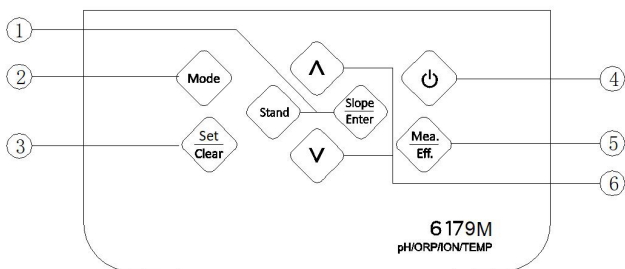 ①
② Mode ∧ ⏻ ④
Stand Slope
Enter
③ Set
Clear ∨ Mea.
Eff. ⑤
⑥
6179M
pH/ORP/ION/TEMP